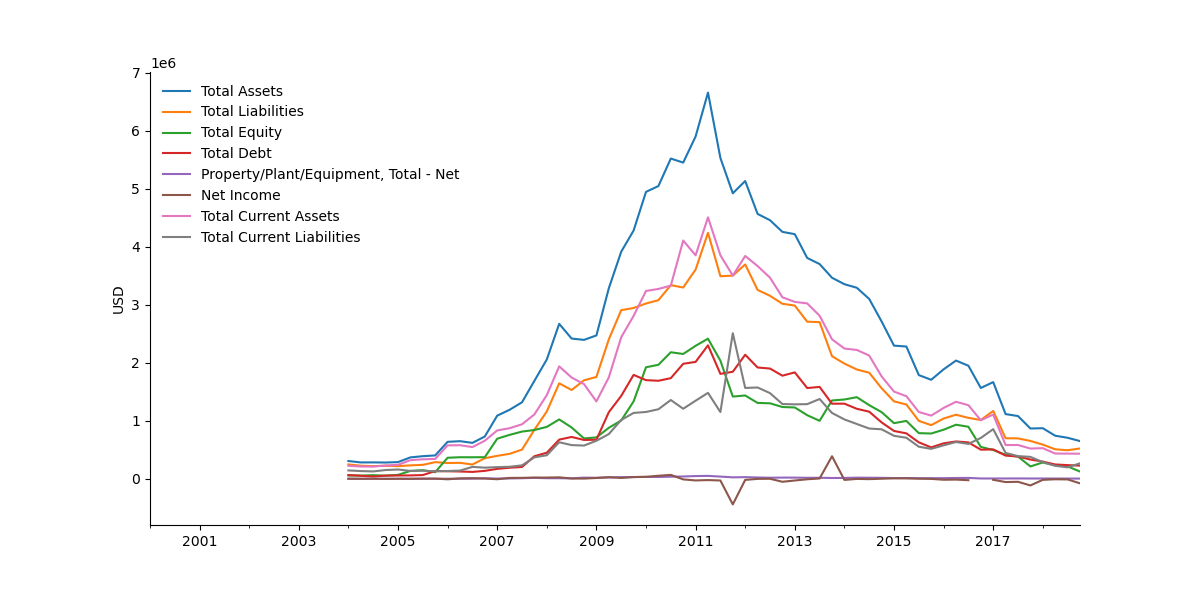 1e6
7
6
5
4
3
2
1
0
USD
Total Assets
Total Liabilities
Total Equity
Total Debt
Property/Plant/Equipment, Total - Net
Net Income
Total Current Assets
Total Current Liabilities
2001 2003 2005 2007 2009 2011 2013 2015 2017